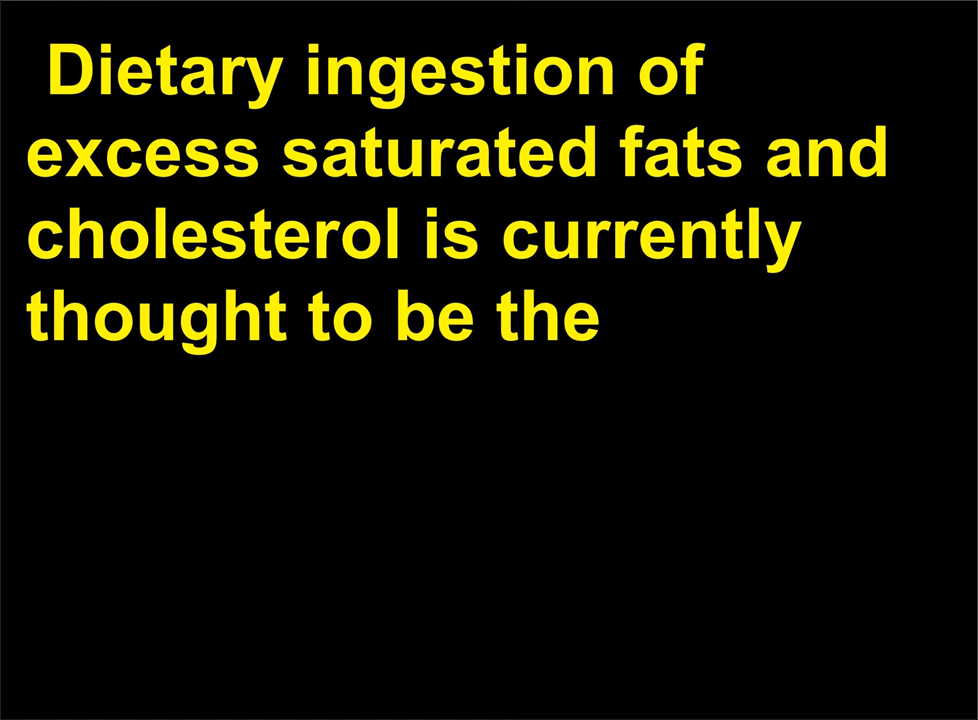 Dietary ingestion of
excess saturated fats and
cholesterol is currently
thought to be the